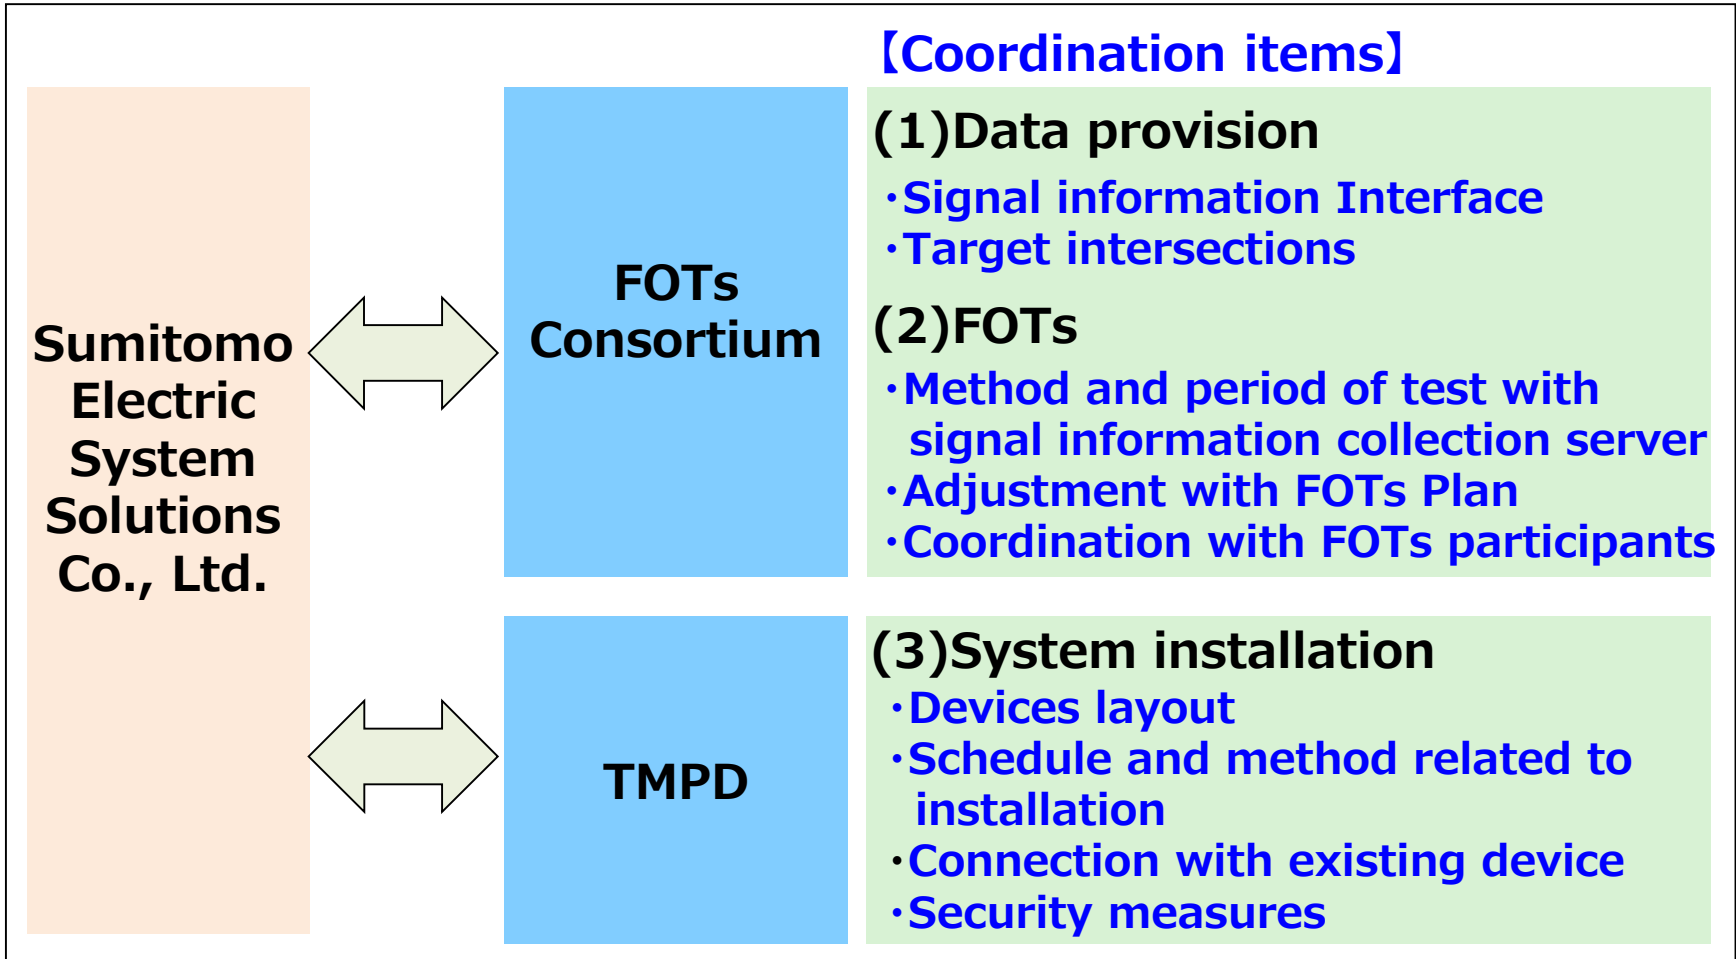 【Coordination items】
Sumitomo
Electric
System
Solutions
Co., Ltd.
FOTs
Consortium
(1)Data provision
・Signal information Interface
・Target intersections
(2)FOTs
・Method and period of test with
signal information collection server
・Adjustment with FOTs Plan
・Coordination with FOTs participants
TMPD
(3)System installation
・Devices layout
・Schedule and method related to
installation
・Connection with existing device
・Security measures